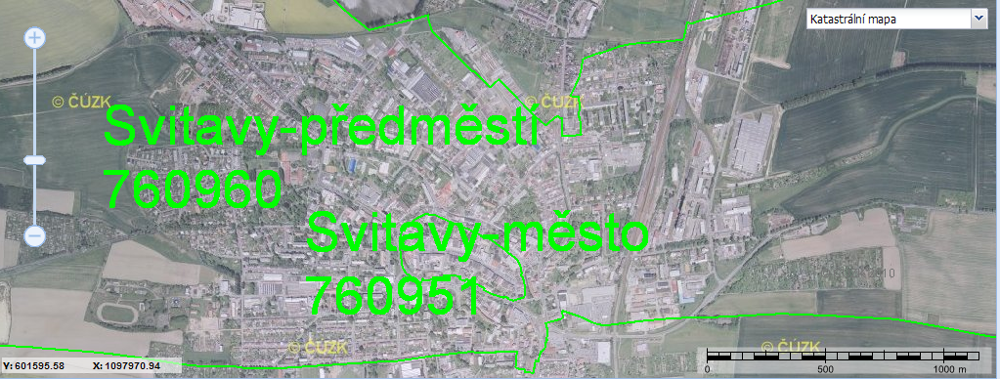 Katastrální mapa
© ČÚZK
© ČÚZK
Svitavy-předměstí
760960
Svitavy-město
760951
10
© ČÚZK
© ČÚZK
Y: 601595.58 X: 1097970.94
0 500 1000 m